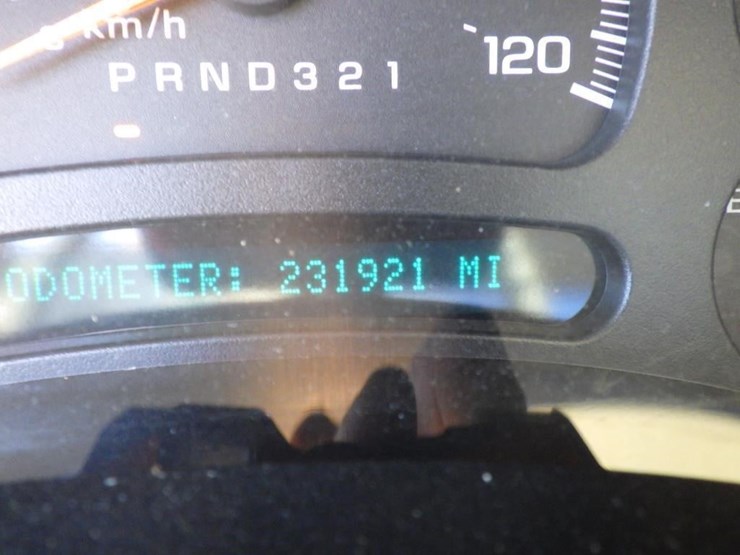 km/h
120
P R N D 3 2 1
ODOMETER: 231921 MI